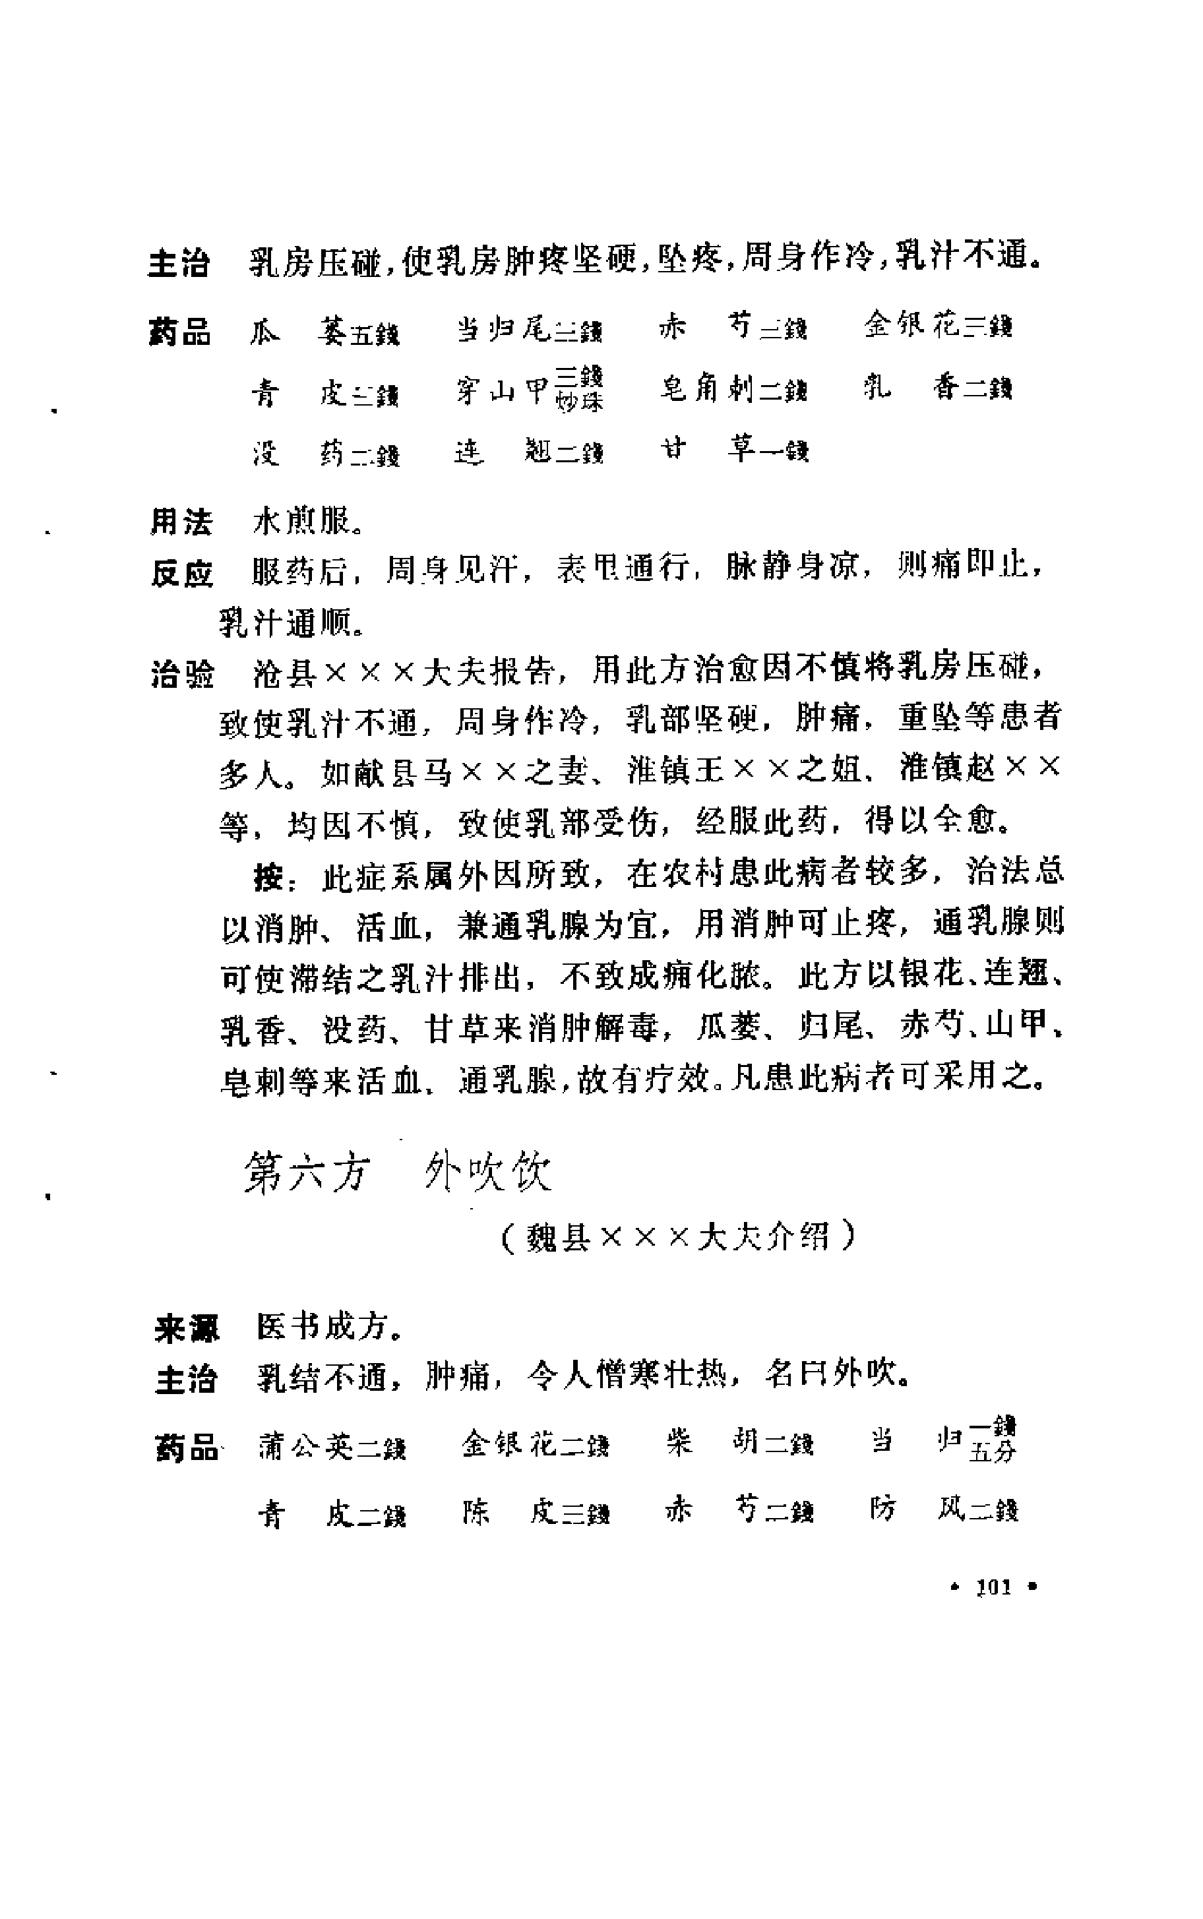 主治 乳房压碰,使乳房肿疼坚硬,坠疼,周身作冷,乳汁不通。
药品 瓜 蒌五錢 当归尾三錢 赤 芍三錢 金银花三錢
青 皮三錢 穿山甲三錢炒珠 皂角刺二錢 乳 香二錢
没 药二錢 连 翘二錢 甘 草一錢
用法 水煎服。
反应 服药后，周身见汗，表里通行，脉静身凉，则痛即止，
乳汁通顺。
治验 沧县×××大夫报告，用此方治愈因不慎将乳房压碰，
致使乳汁不通，周身作冷，乳部坚硬，肿痛，重坠等患者
多人。如献县马××之妻、淮镇王××之姐、淮镇赵××
等，均因不慎，致使乳部受伤，经服此药，得以全愈。
按：此症系属外因所致，在农村患此病者较多，治法总
以消肿、活血，兼通乳腺为宜，用消肿可止疼，通乳腺则
可使滞结之乳汁排出，不致成痈化脓。此方以银花、连翘、
乳香、没药、甘草来消肿解毒，瓜蒌、归尾、赤芍、山甲、
皂刺等来活血、通乳腺,故有疗效。凡患此病者可采用之。
第六方 外吹饮
（魏县×××大夫介绍）
来源 医书成方。
主治 乳结不通，肿痛，令人憎寒壮热，名曰外吹。
药品 蒲公英二錢 金银花二錢 柴 胡二錢 当 归一錢五分
青 皮二錢 陈 皮三錢 赤 芍二錢 防 风二錢
• 101 •